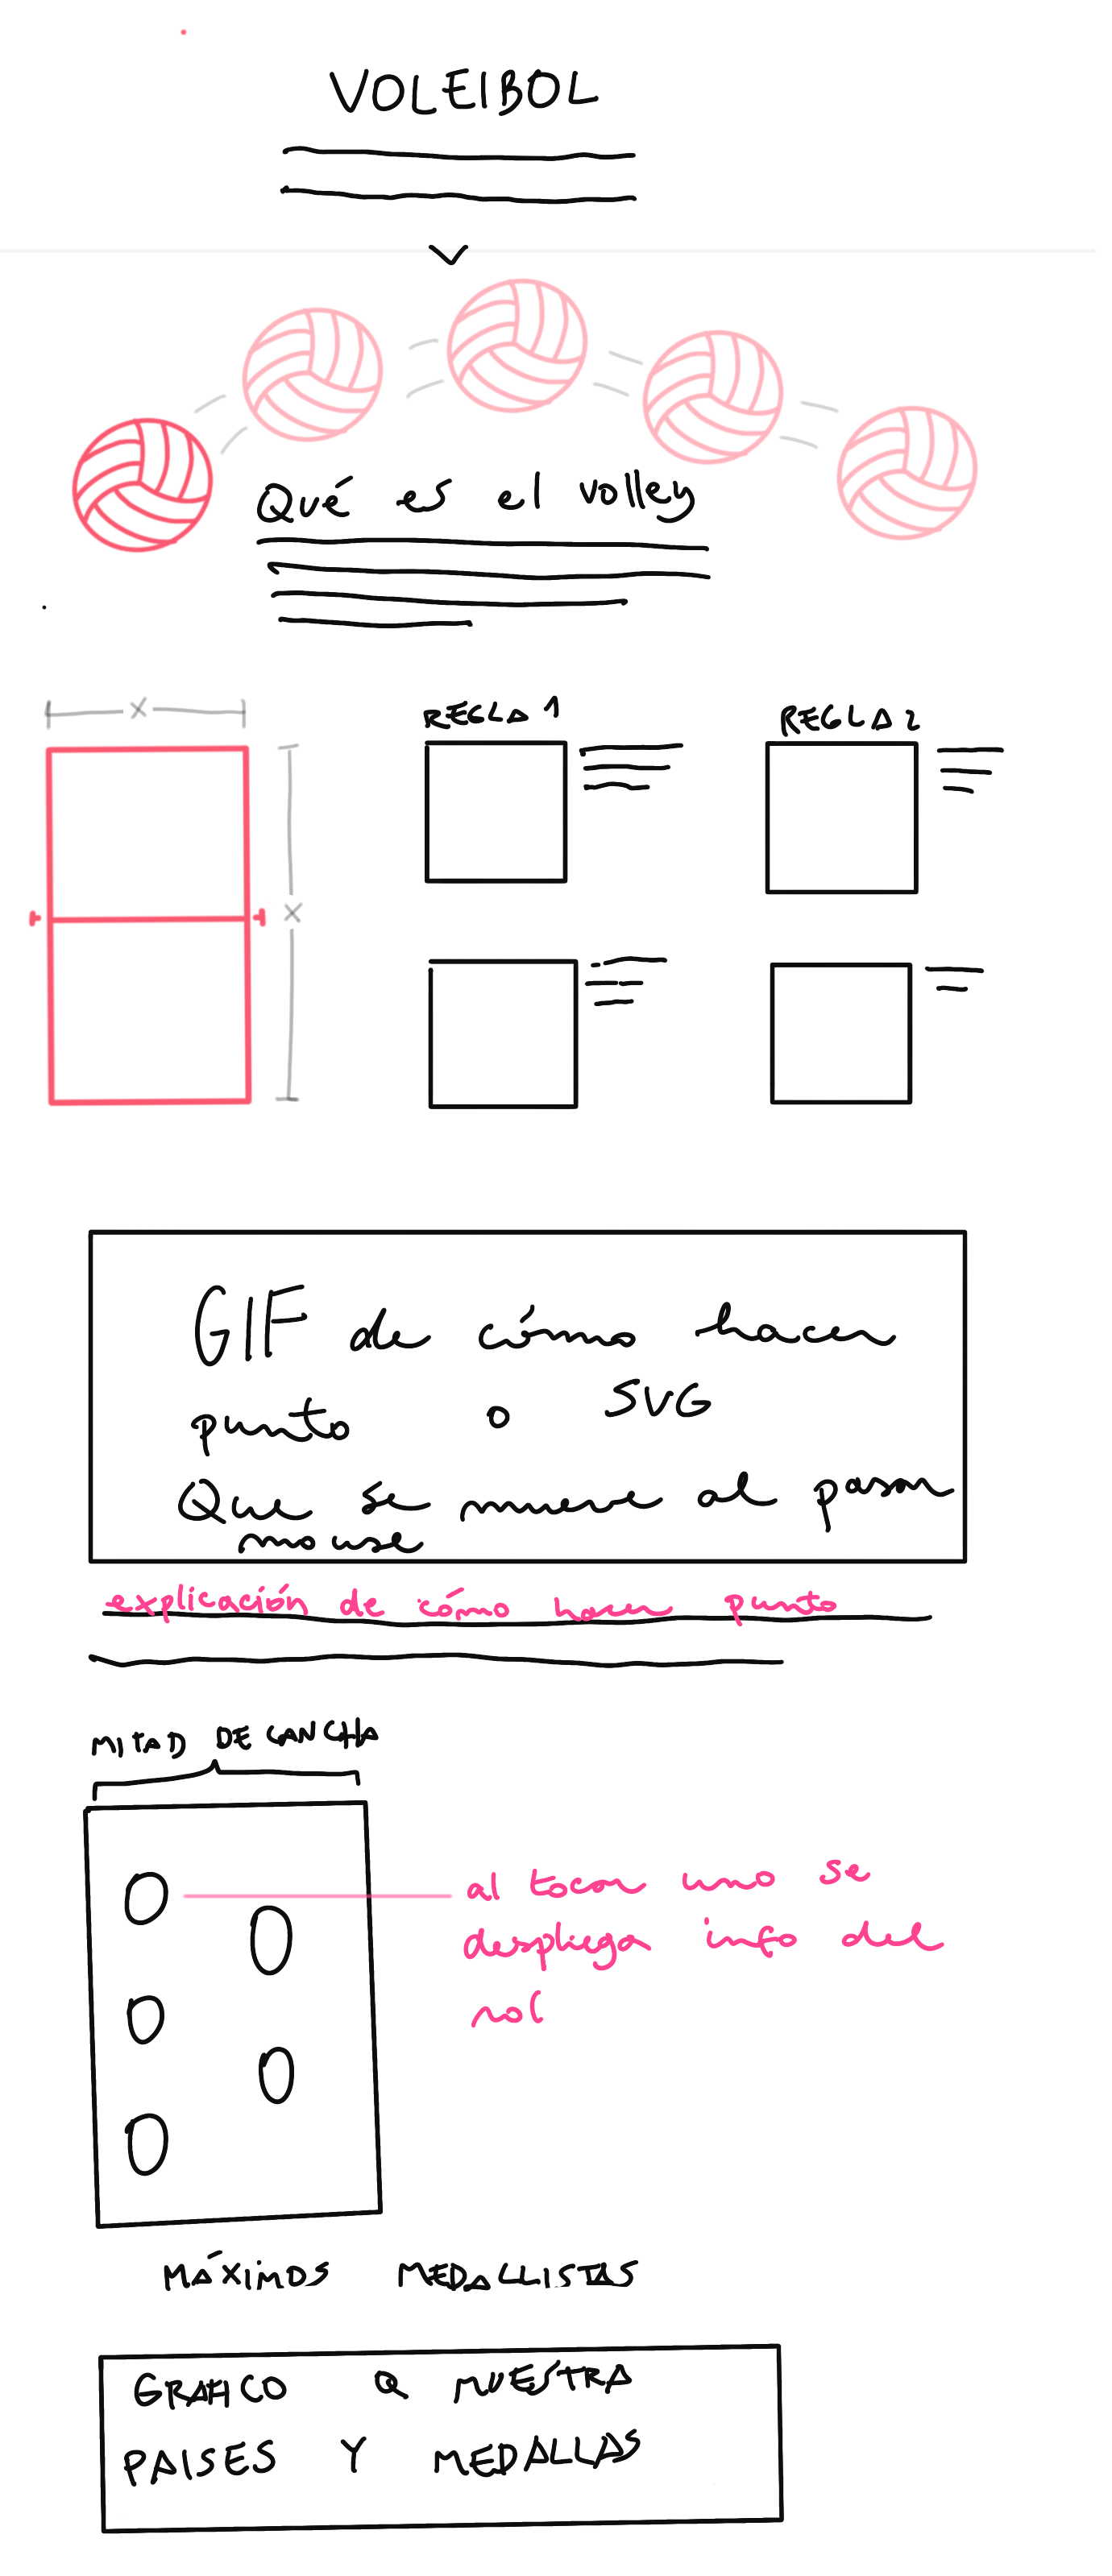 VOLEIBOL
Qué es el volley
X
REGLA 1
REGLA 2
X
GIF de cómo hacer
punto o SVG
Que se mueve al pasar
mouse
explicación de cómo hacer punto
MITAD DE CANCHA
al tocar uno se
despliega info del
rol
MÁXIMOS MEDALLISTAS
GRAFICO Q MUESTRA
PAISES Y MEDALLAS